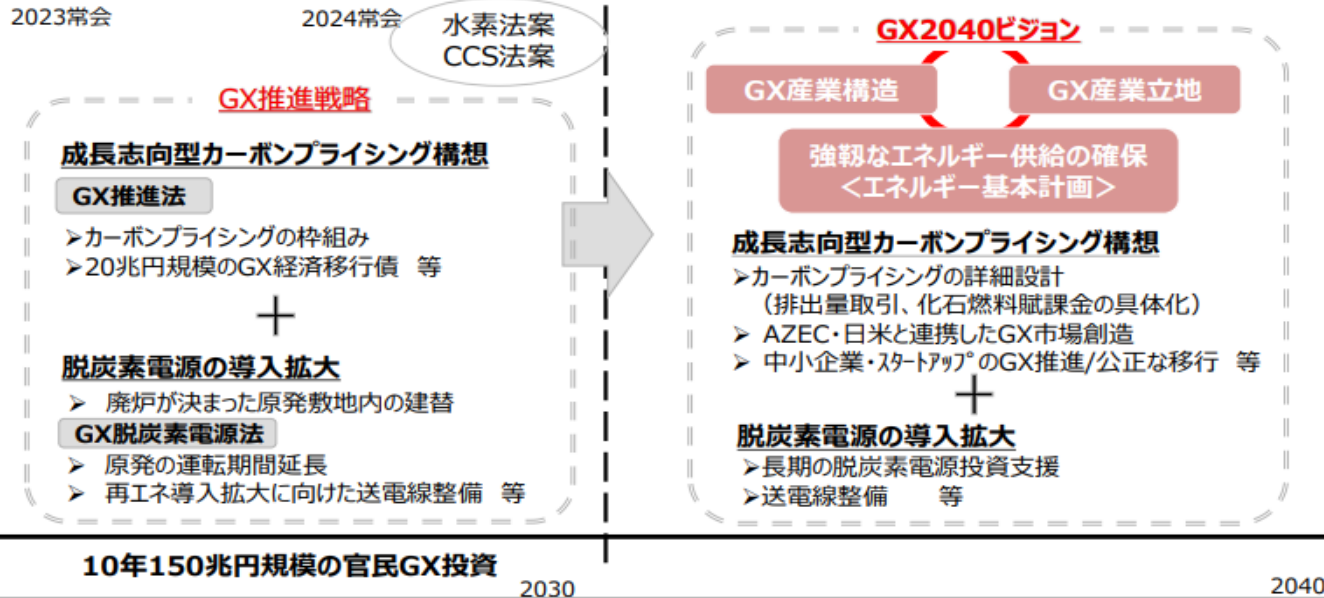 2023常会
2024常会
水素法案
CCS法案
GX推進戦略
成長志向型カーボンプライシング構想
GX推進法
➢カーボンプライシングの枠組み
➢20兆円規模のGX経済移行債 等
+
脱炭素電源の導入拡大
➢ 廃炉が決まった原発敷地内の建替
GX脱炭素電源法
➢ 原発の運転期間延長
➢ 再エネ導入拡大に向けた送電線整備 等
GX2040ビジョン
GX産業構造
GX産業立地
強靱なエネルギー供給の確保
<エネルギー基本計画>
成長志向型カーボンプライシング構想
➢カーボンプライシングの詳細設計
(排出量取引、化石燃料賦課金の具体化)
➢ AZEC・日米と連携したGX市場創造
➢ 中小企業・スタートアップのGX推進/公正な移行 等
+
脱炭素電源の導入拡大
➢長期の脱炭素電源投資支援
➢送電線整備 等
10年150兆円規模の官民GX投資
2030
2040